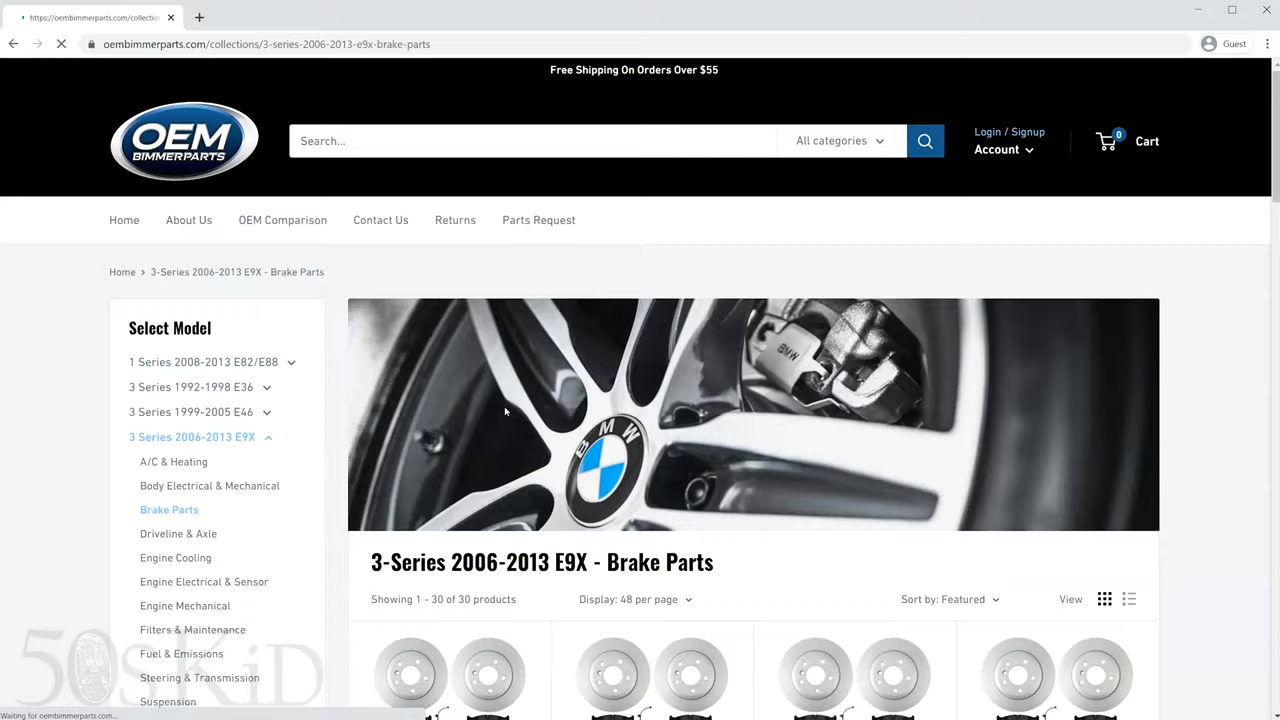 https://oembimmerparts.com/collectio
oembimmerparts.com/collections/3-series-2006-2013-e9x-brake-parts
Guest
Free Shipping On Orders Over $55
OEM
BIMMERPARTS
Search...
All categories
Login / Signup
Account
0
Cart
Home
About Us
OEM Comparison
Contact Us
Returns
Parts Request
Home > 3-Series 2006-2013 E9X - Brake Parts
Select Model
1 Series 2008-2013 E82/E88
3 Series 1992-1998 E36
3 Series 1999-2005 E46
3 Series 2006-2013 E9X
A/C & Heating
Body Electrical & Mechanical
Brake Parts
Driveline & Axle
Engine Cooling
Engine Electrical & Sensor
Engine Mechanical
Filters & Maintenance
Fuel & Emissions
Steering & Transmission
Suspension
BMW
BMW
3-Series 2006-2013 E9X - Brake Parts
Showing 1 - 30 of 30 products
Display: 48 per page
Sort by: Featured
View
50sKiD
Waiting for oembimmerparts.com...